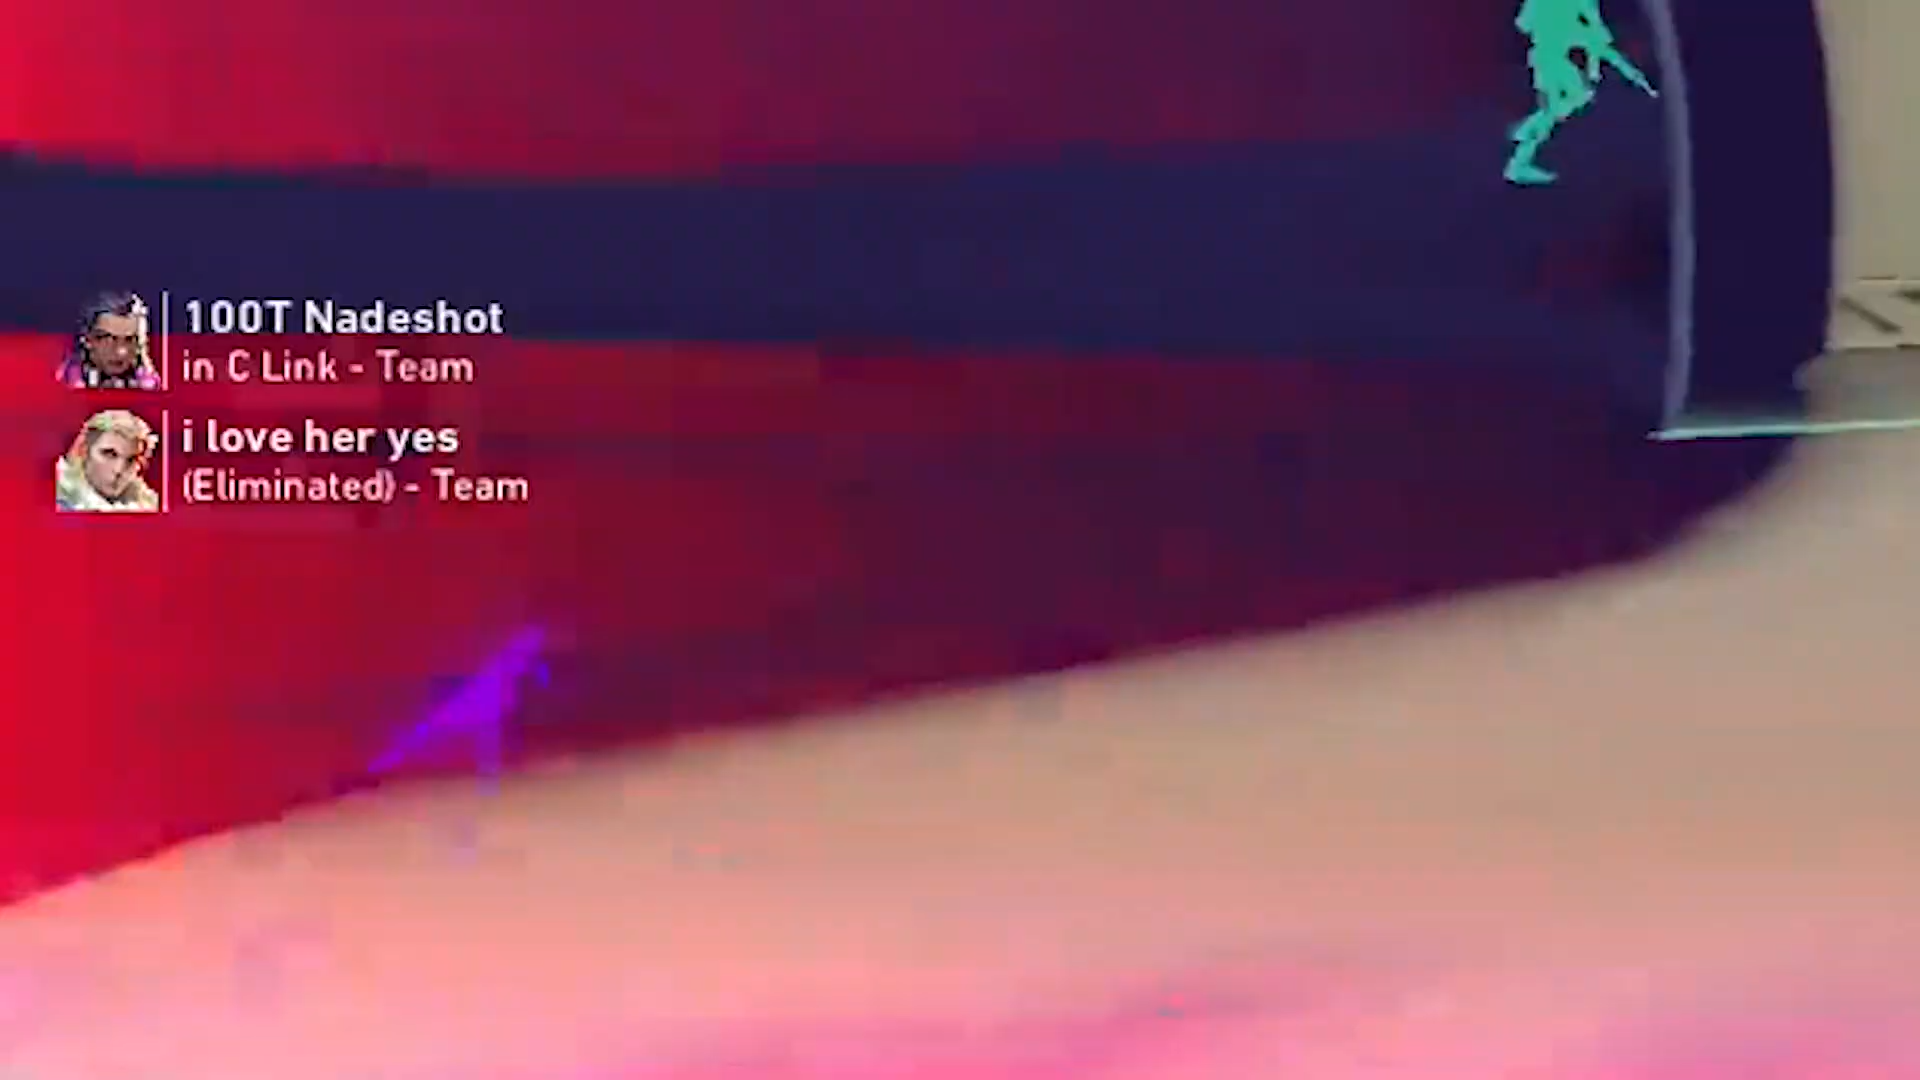 100T Nadeshot
in C Link - Team
i love her yes
(Eliminated) - Team